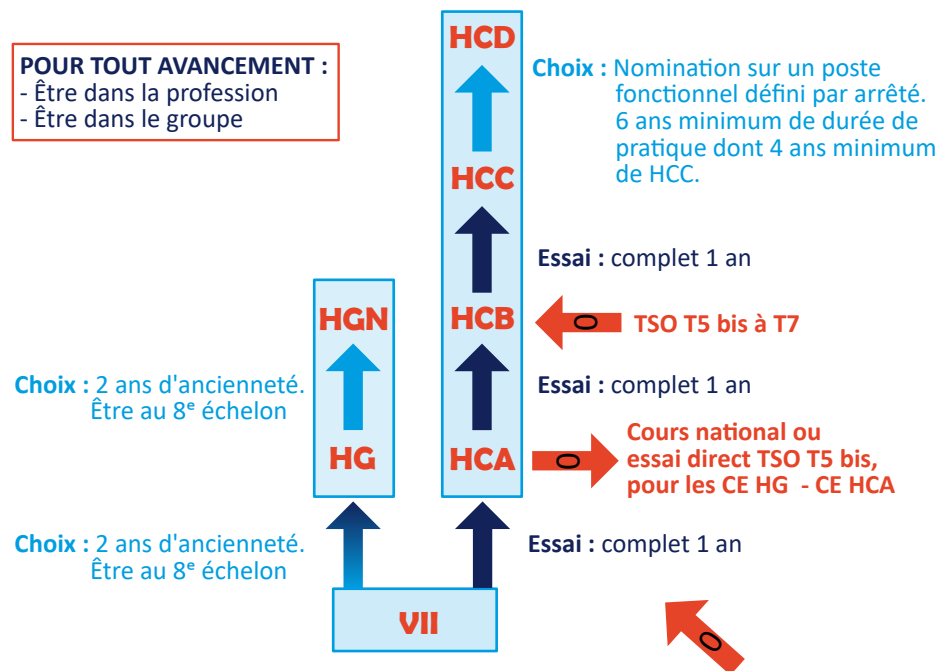 POUR TOUT AVANCEMENT :
- Être dans la profession
- Être dans le groupe
HCD
Choix : Nomination sur un poste
fonctionnel défini par arrêté.
6 ans minimum de durée de
pratique dont 4 ans minimum
de HCC.
HCC
Essai : complet 1 an
HGN
HCB
0
TSO T5 bis à T7
Choix : 2 ans d'ancienneté.
Être au 8e échelon
Essai : complet 1 an
HG
HCA
0
Cours national ou
essai direct TSO T5 bis,
pour les CE HG - CE HCA
Choix : 2 ans d'ancienneté.
Être au 8e échelon
Essai : complet 1 an
VII
0